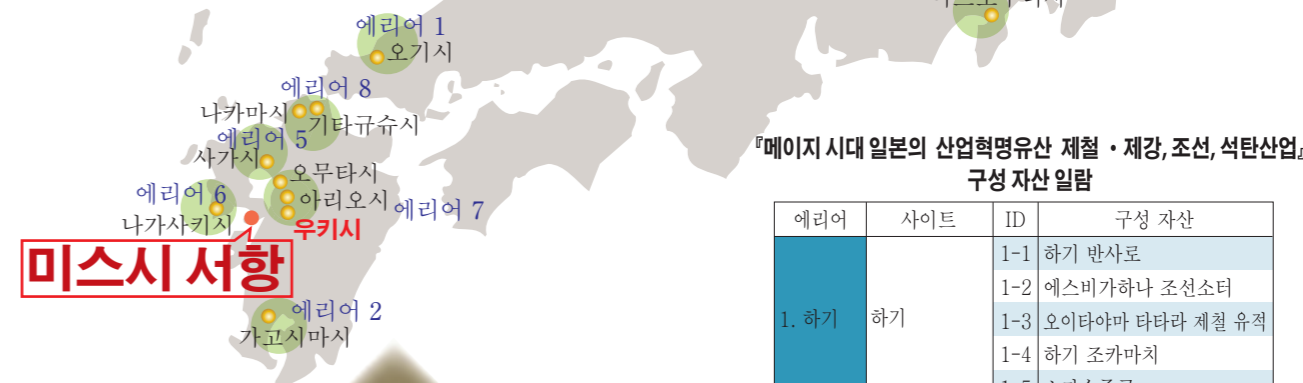 에리어 1
오기시
에리어 8
나카마시
기타규슈시
에리어 5
사가시
오무타시
에리어 6
아리오시
에리어 7
나가사키시
우키시
미스시 서항
에리어 2
가고시마시
『메이지 시대 일본의 산업혁명유산 제철・제강, 조선, 석탄산업』
구성 자산 일람
에리어 사이트 ID 구성 자산
1. 하기 하기
1-1 하기 반사로
1-2 에스비가하나 조선소터
1-3 오이타야마 타타라 제철 유적
1-4 하기 조카마치